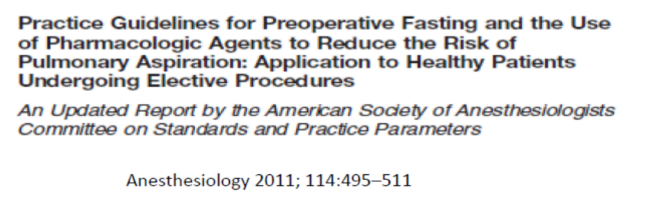 Practice Guidelines for Preoperative Fasting and the Use
of Pharmacologic Agents to Reduce the Risk of
Pulmonary Aspiration: Application to Healthy Patients
Undergoing Elective Procedures
An Updated Report by the American Society of Anesthesiologists
Committee on Standards and Practice Parameters
Anesthesiology 2011; 114:495–511